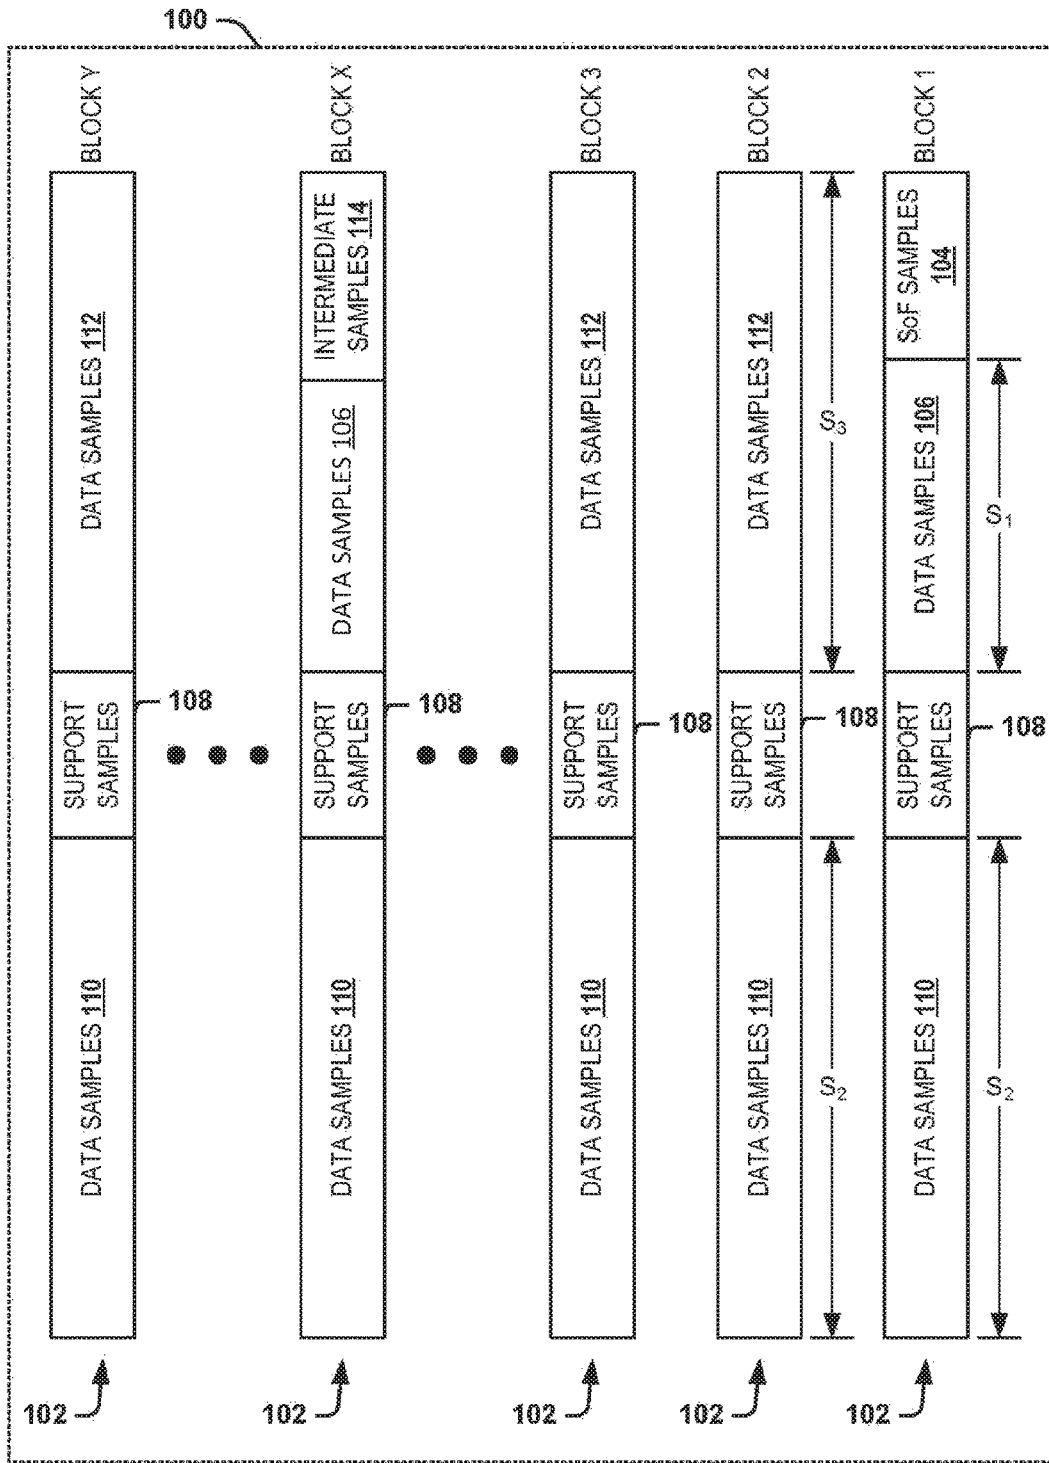 100
BLOCK Y
DATA SAMPLES 112
SUPPORT
SAMPLES
108
DATA SAMPLES 110
102
BLOCK X
INTERMEDIATE
SAMPLES 114
DATA SAMPLES 106
SUPPORT
SAMPLES
108
DATA SAMPLES 110
102
BLOCK 3
DATA SAMPLES 112
SUPPORT
SAMPLES
108
DATA SAMPLES 110
102
BLOCK 2
DATA SAMPLES 112
S3
SUPPORT
SAMPLES
108
DATA SAMPLES 110
S2
102
BLOCK 1
SoF SAMPLES
104
DATA SAMPLES 106
S1
SUPPORT
SAMPLES
108
DATA SAMPLES 110
S2
102